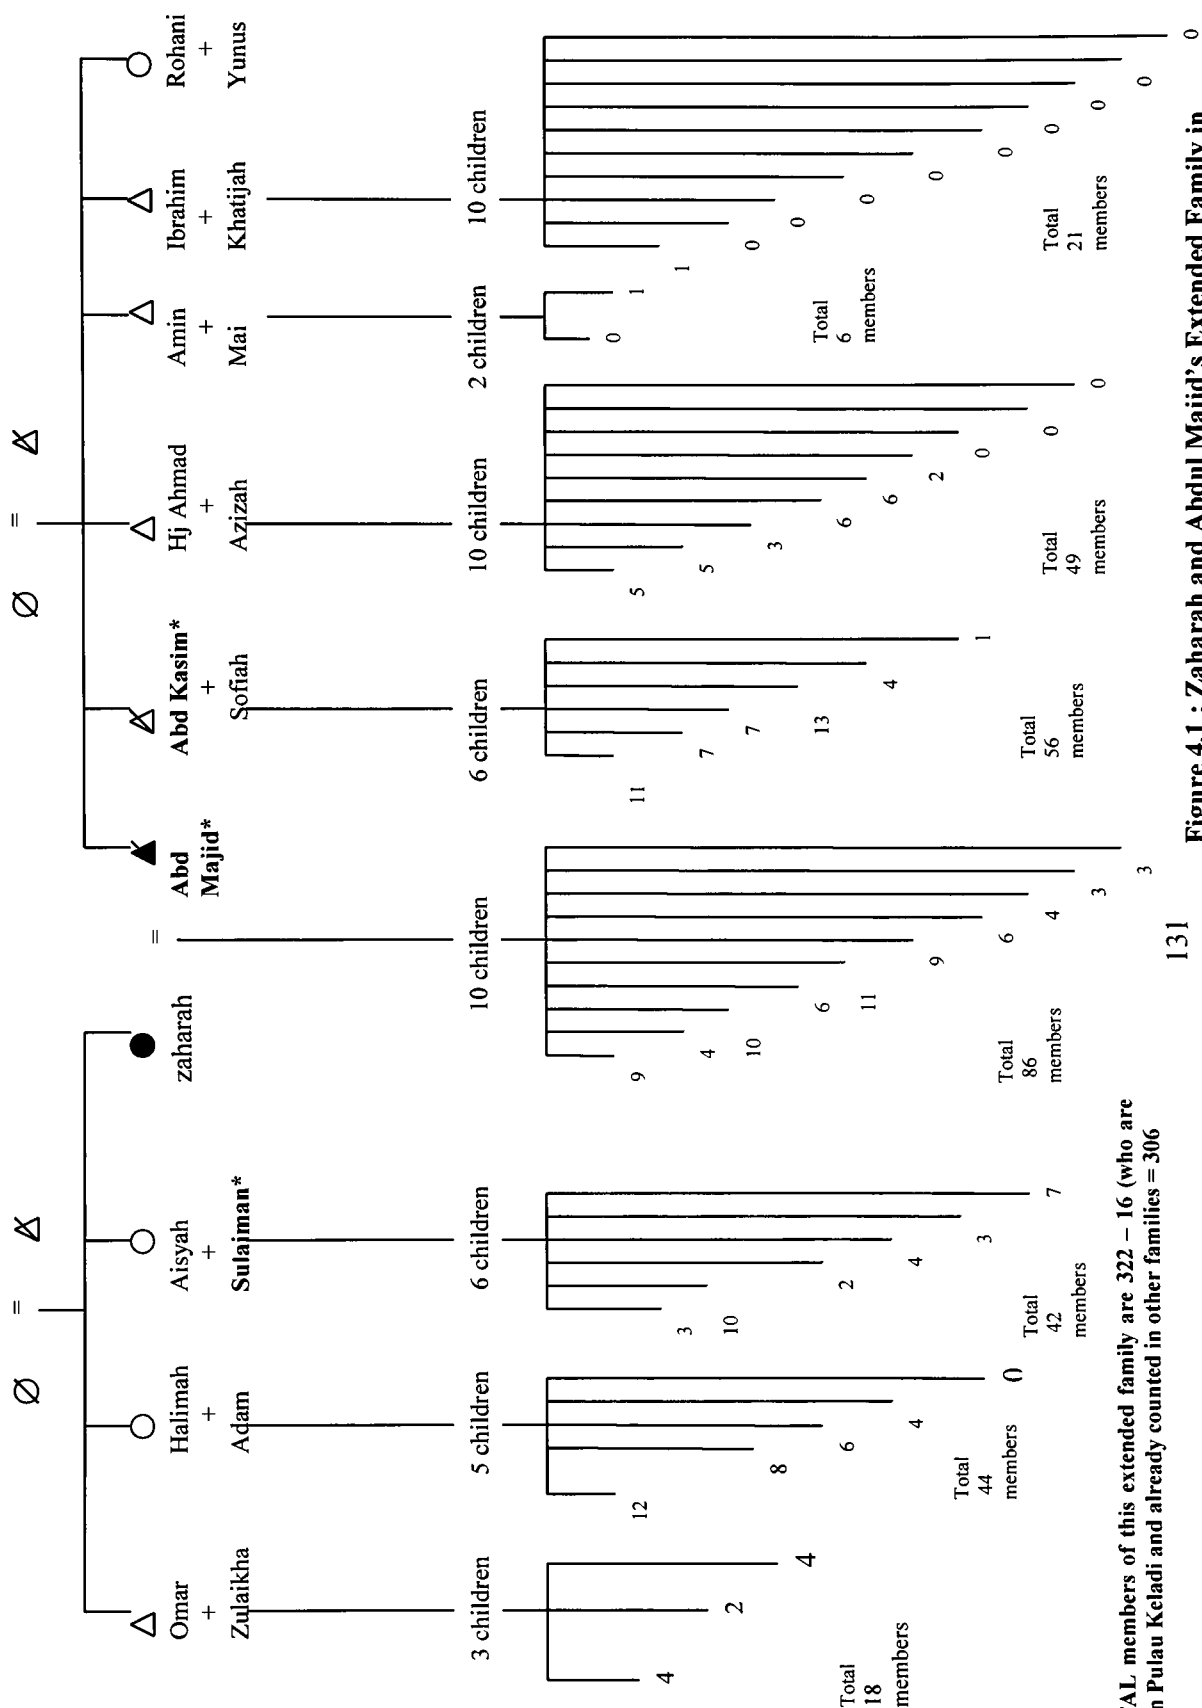 Ø = 
Ø = 
Omar
+
Zulaikha
Halimah
+
Adam
Aisyah
+
Sulaiman*
zaharah
=
Abd
Majid*
Abd Kasim*
+
Sofiah
Hj Ahmad
+
Azizah
Amin
+
Mai
Ibrahim
+
Khatijah
Rohani
+
Yunus
3 children
5 children
6 children
10 children
6 children
10 children
2 children
10 children
4 2 4
12 8 6 4 0
3 10 2 4 3 7
9 4 10 6 11 9 6 4 3 3
11 7 7 13 4 1
5 5 3 6 6 2 0 0 0
0 1
1 0 0 0 0 0 0 0 0
Total
18
members
Total
44
members
Total
42
members
Total
86
members
Total
56
members
Total
49
members
Total
6
members
Total
21
members
AL members of this extended family are 322 – 16 (who are
n Pulau Keladi and already counted in other families = 306
131
Figure 4.1 : Zaharah and Abdul Majid's Extended Family in